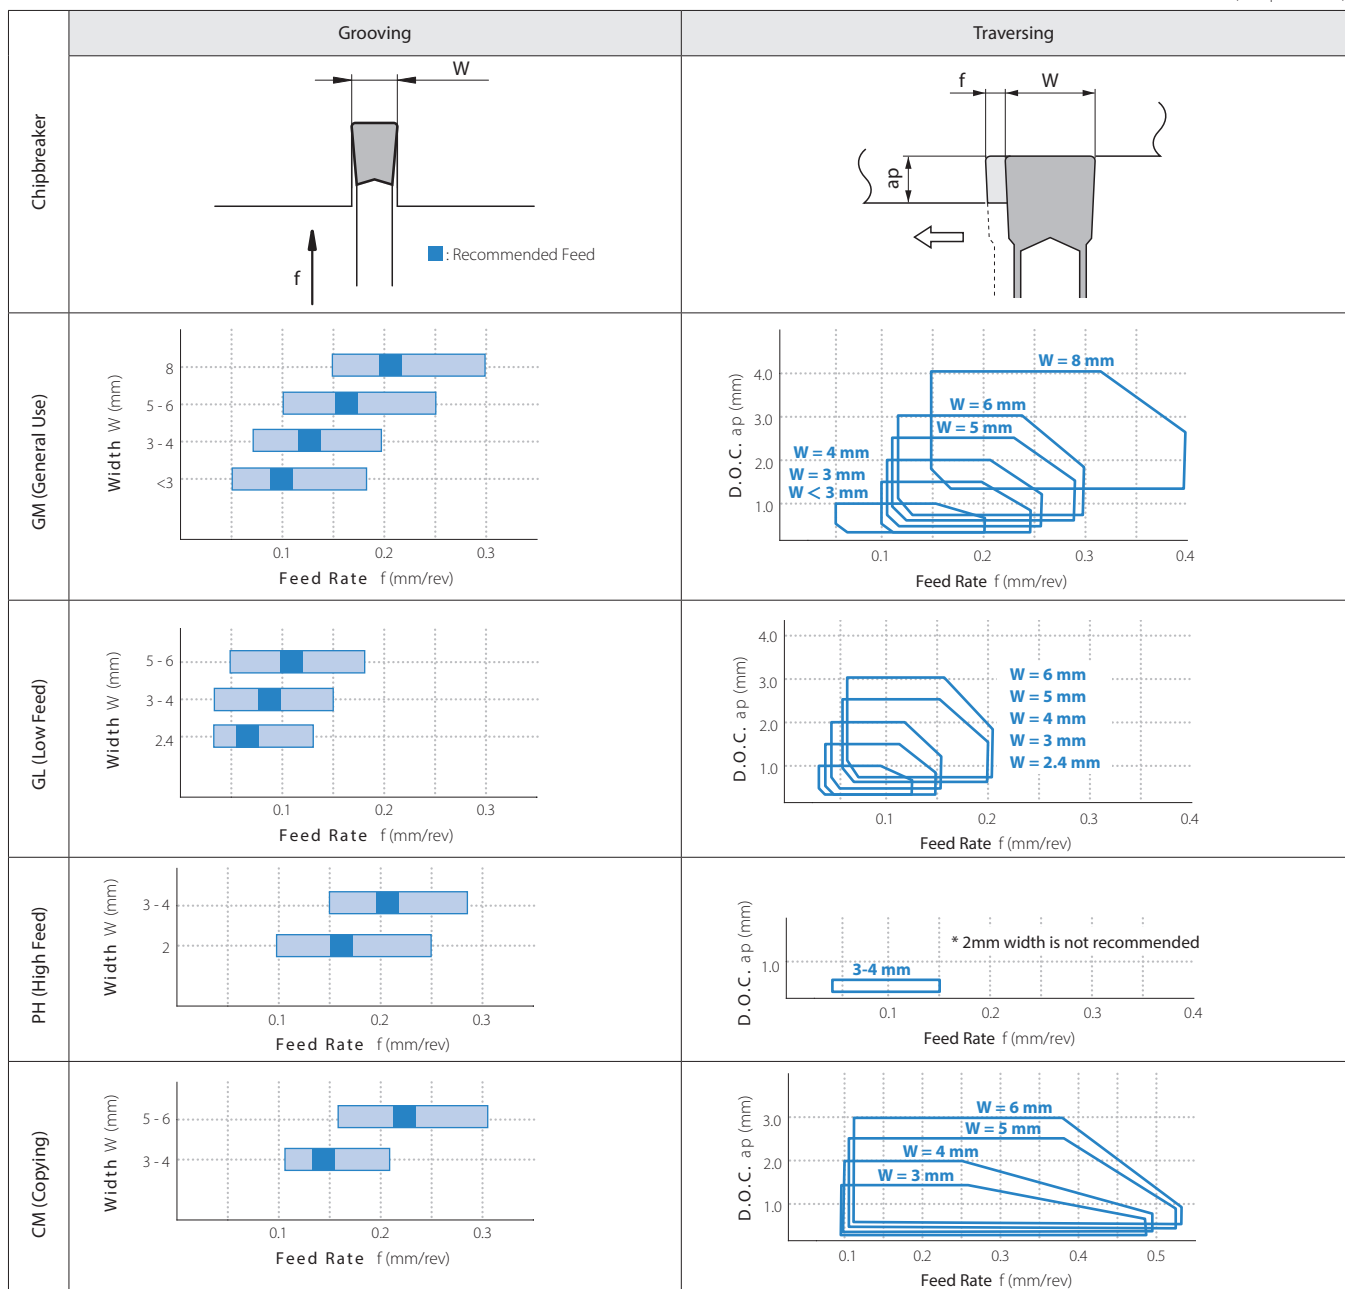 Grooving
Traversing
Chipbreaker
W
f
: Recommended Feed
f
W
ap
GM (General Use)
Width W (mm)
8
5 - 6
3 - 4
<3
0.1
0.2
0.3
Feed Rate f (mm/rev)
D.O.C. ap (mm)
4.0
3.0
2.0
1.0
W = 8 mm
W = 6 mm
W = 5 mm
W = 4 mm
W = 3 mm
W < 3 mm
0.1
0.2
0.3
0.4
Feed Rate f (mm/rev)
GL (Low Feed)
Width W (mm)
5 - 6
3 - 4
2.4
0.1
0.2
0.3
Feed Rate f (mm/rev)
D.O.C. ap (mm)
4.0
3.0
2.0
1.0
W = 6 mm
W = 5 mm
W = 4 mm
W = 3 mm
W = 2.4 mm
0.1
0.2
0.3
0.4
Feed Rate f (mm/rev)
PH (High Feed)
Width W (mm)
3 - 4
2
0.1
0.2
0.3
Feed Rate f (mm/rev)
D.O.C. ap (mm)
1.0
* 2mm width is not recommended
3-4 mm
0.1
0.2
0.3
0.4
Feed Rate f (mm/rev)
CM (Copying)
Width W (mm)
5 - 6
3 - 4
0.1
0.2
0.3
Feed Rate f (mm/rev)
D.O.C. ap (mm)
3.0
2.0
1.0
W = 6 mm
W = 5 mm
W = 4 mm
W = 3 mm
0.1
0.2
0.3
0.4
0.5
Feed Rate f (mm/rev)